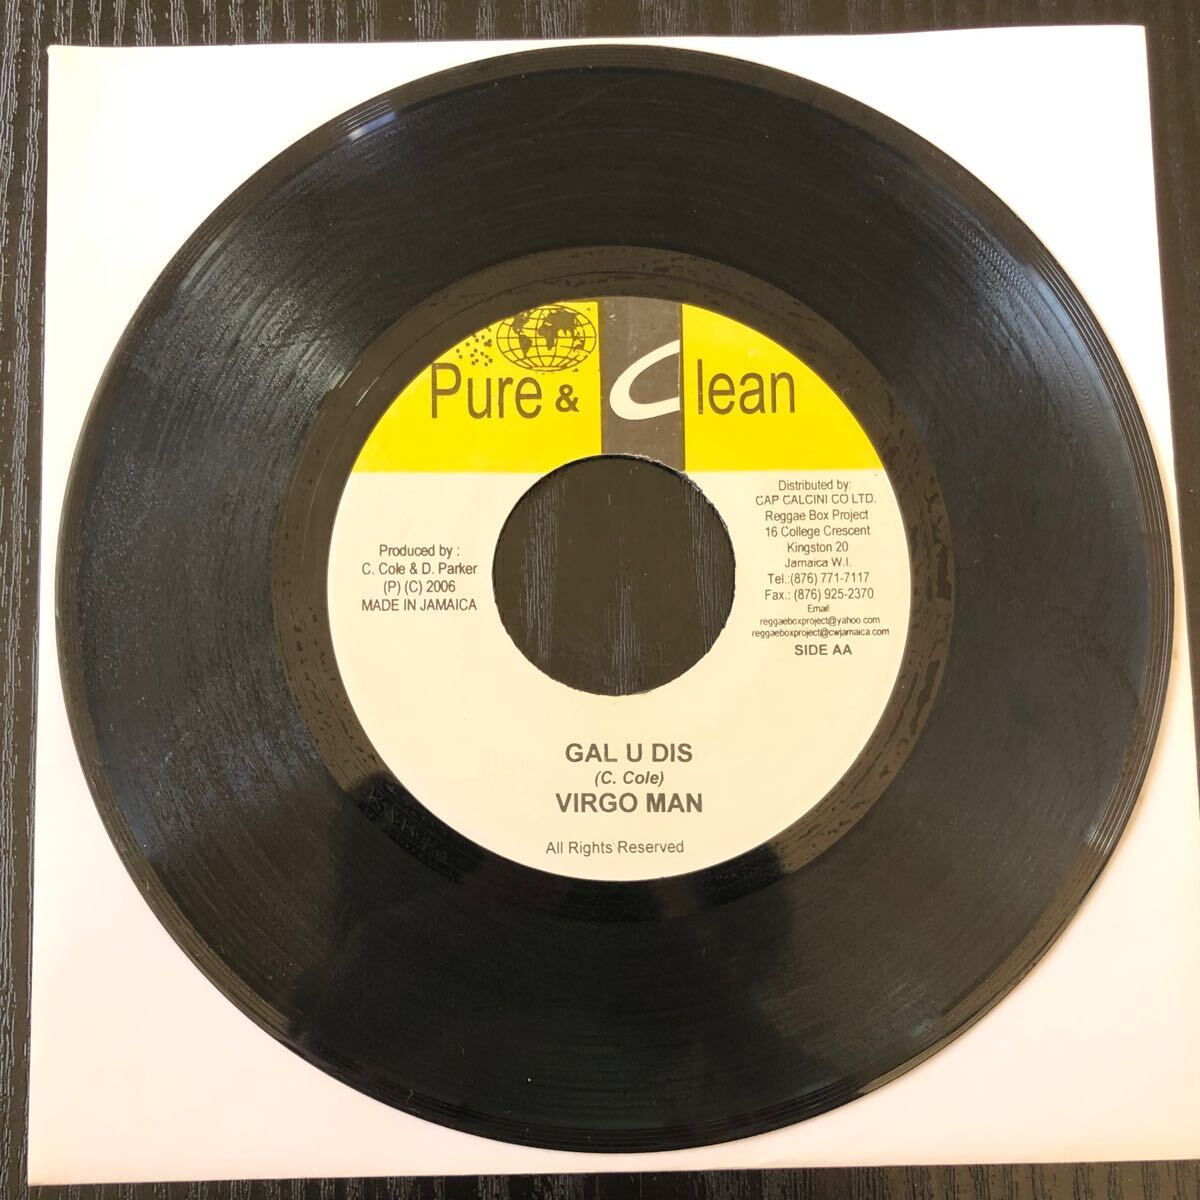 Pure & Clean
Produced by :
C. Cole & D. Parker
(P) (C) 2006
MADE IN JAMAICA
Distributed by:
CAP CALCINI CO LTD.
Reggae Box Project
16 College Crescent
Kingston 20
Jamaica W.I.
Tel.:(876) 771-7117
Fax.: (876) 925-2370
Email:
reggaeboxproject@yahoo.com
reggaeboxproject@cwjamaica.com
SIDE AA
GAL U DIS
(C. Cole)
VIRGO MAN
All Rights Reserved